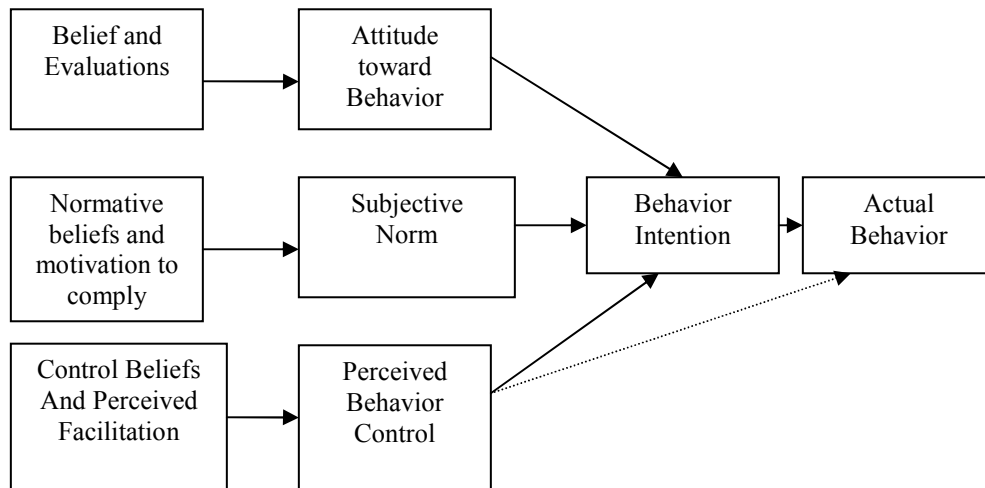 Belief and
Evaluations
Attitude
toward
Behavior
Normative
beliefs and
motivation to
comply
Subjective
Norm
Behavior
Intention
Actual
Behavior
Control Beliefs
And Perceived
Facilitation
Perceived
Behavior
Control